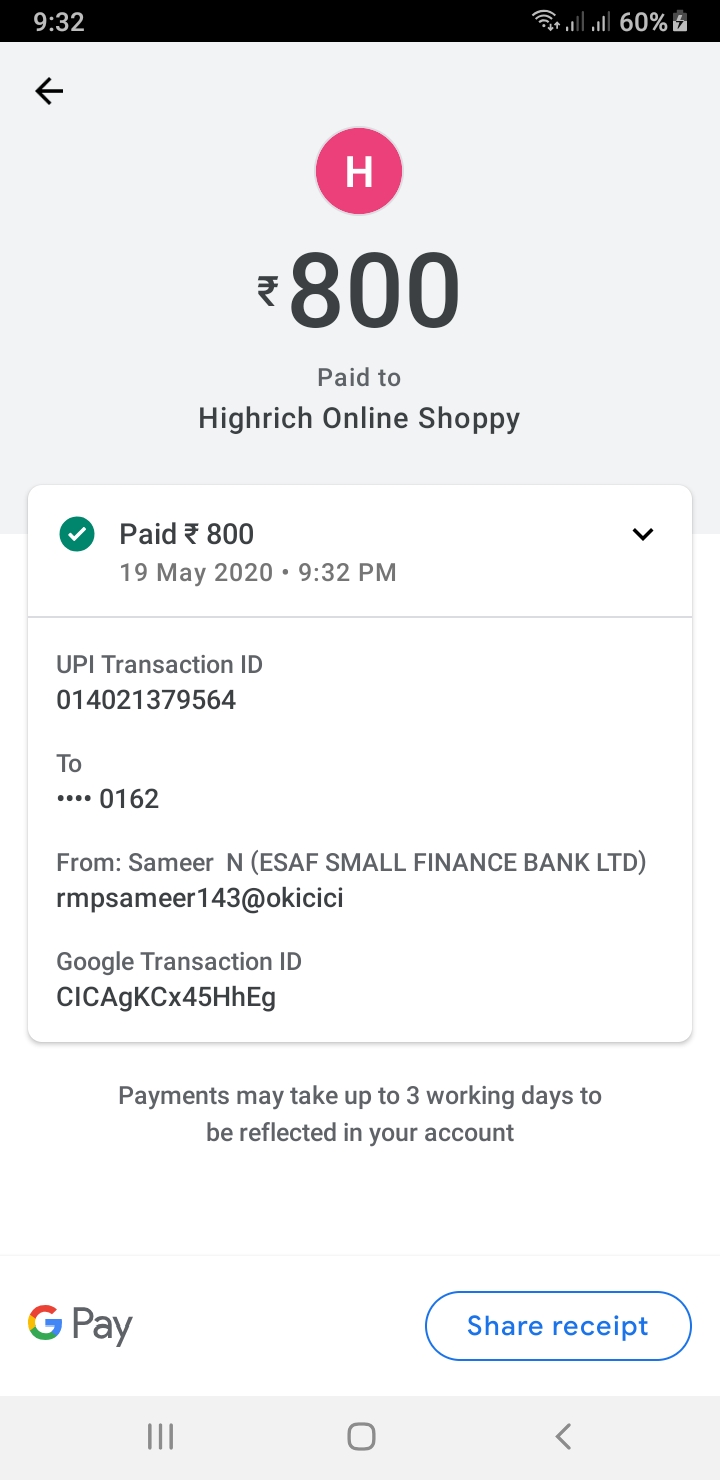 9:32 60%
H
₹800
Paid to
Highrich Online Shoppy
Paid ₹ 800
19 May 2020 • 9:32 PM
UPI Transaction ID
014021379564
To
•••• 0162
From: Sameer  N (ESAF SMALL FINANCE BANK LTD)
rmpsameer143@okicici
Google Transaction ID
CICAgKCx45HhEg
Payments may take up to 3 working days to
be reflected in your account
G Pay Share receipt